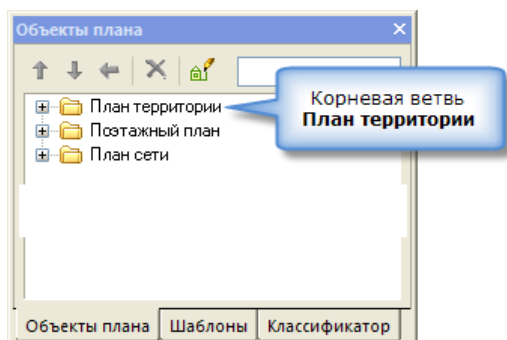 Объекты плана
Корневая ветвь
План территории
План территории
Поэтажный план
План сети
Объекты плана
Шаблоны
Классификатор